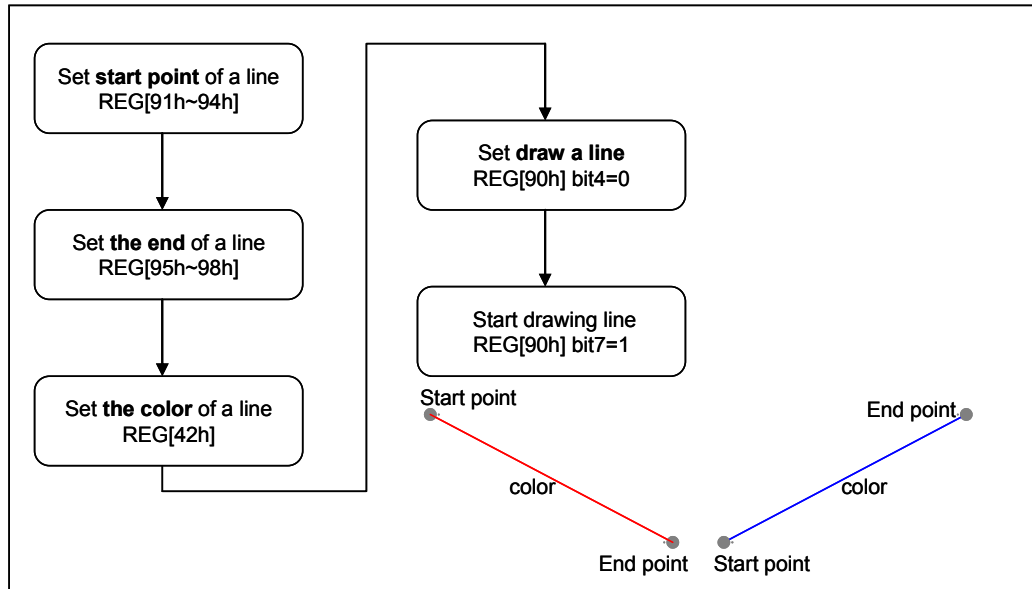 Set start point of a line
REG[91h~94h]
Set the end of a line
REG[95h~98h]
Set the color of a line
REG[42h]
Set draw a line
REG[90h] bit4=0
Start drawing line
REG[90h] bit7=1
Start point
color
End point
End point
color
Start point